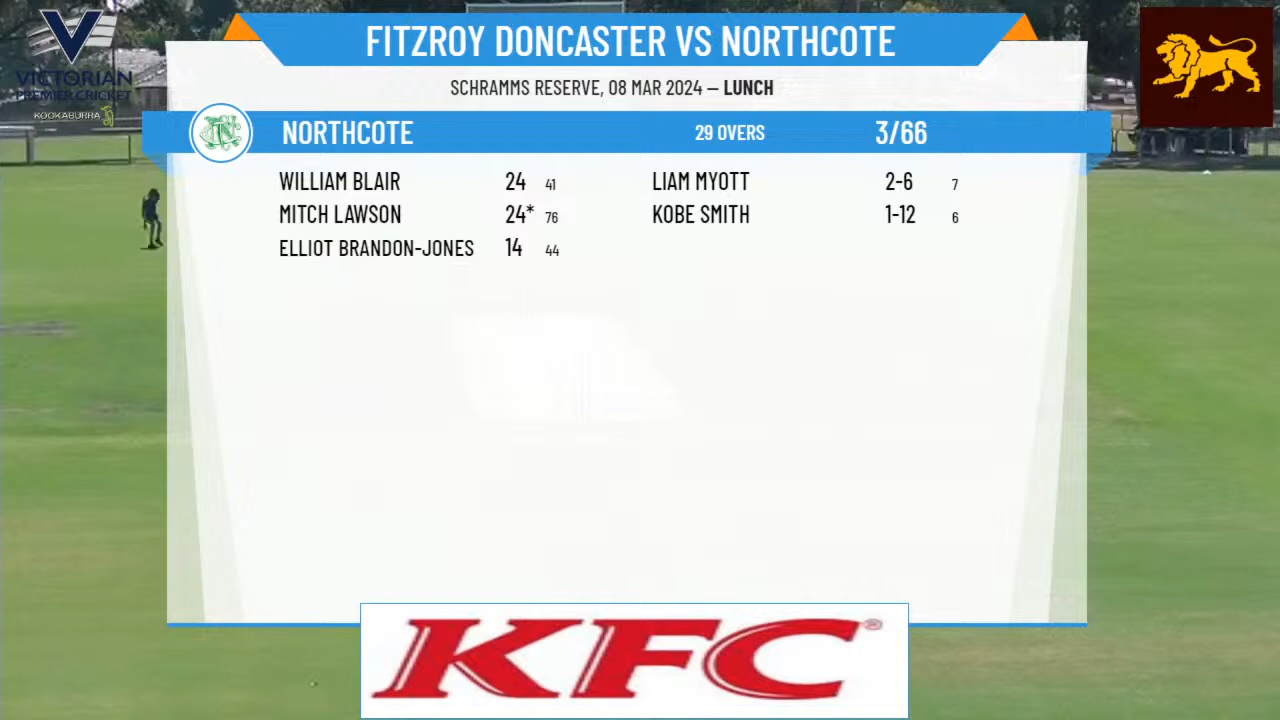 FITZROY DONCASTER VS NORTHCOTE
VICTORIAN
PREMIER CRICKET
KOOKABURRA
SCHRAMMS RESERVE, 08 MAR 2024 – LUNCH
NORTHCOTE 29 OVERS 3/66
WILLIAM BLAIR 24 41 LIAM MYOTT 2-6 7
MITCH LAWSON 24* 76 KOBE SMITH 1-12 6
ELLIOT BRANDON-JONES 14 44
KFC®